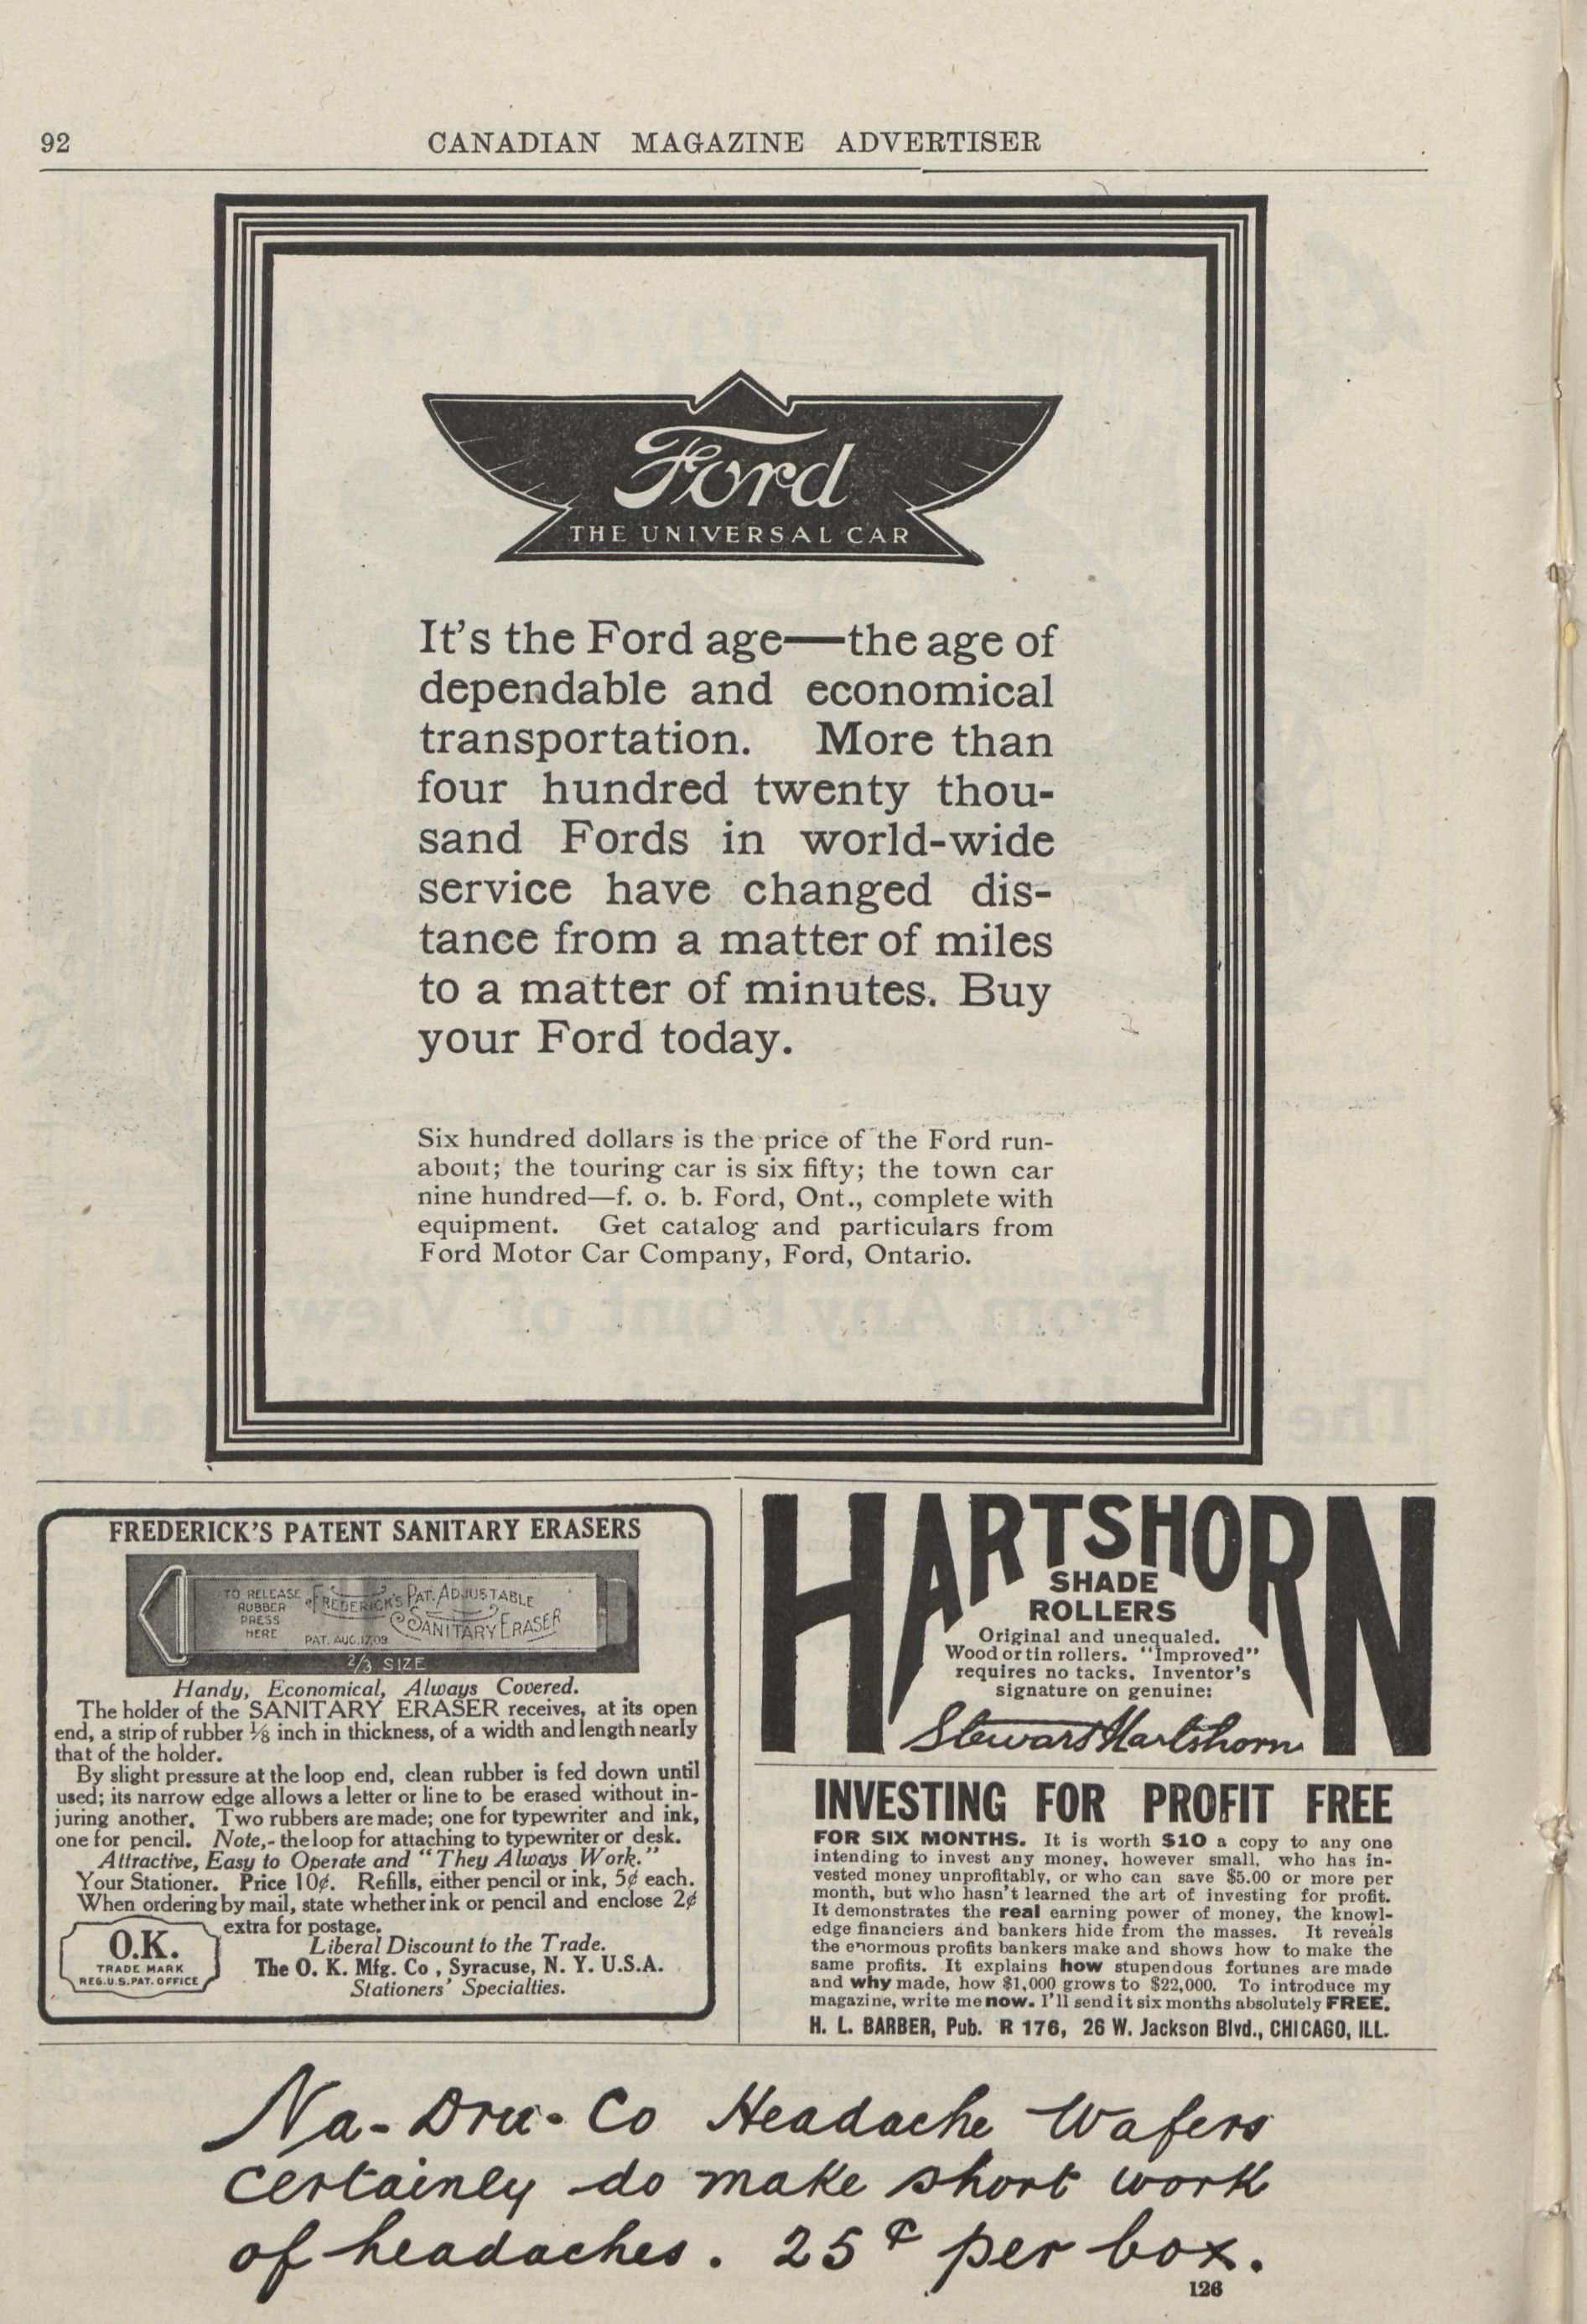 92
CANADIAN MAGAZINE ADVERTISER
Ford
THE UNIVERSAL CAR
It's the Ford age—the age of
dependable and economical
transportation. More than
four hundred twenty thou-
sand Fords in world-wide
service have changed dis-
tance from a matter of miles
to a matter of minutes. Buy
your Ford today.
Six hundred dollars is the price of the Ford run-
about; the touring car is six fifty; the town car
nine hundred—f. o. b. Ford, Ont., complete with
equipment. Get catalog and particulars from
Ford Motor Car Company, Ford, Ontario.
FREDERICK'S PATENT SANITARY ERASERS
TO RELEASE
RUBBER
PRESS
HERE
FREDERICK'S PAT. ADJUSTABLE
SANITARY ERASER
PAT. AUG. 17, 09.
2/3 SIZE
Handy, Economical, Always Covered.
The holder of the SANITARY ERASER receives, at its open
end, a strip of rubber ⅛ inch in thickness, of a width and length nearly
that of the holder.
By slight pressure at the loop end, clean rubber is fed down until
used; its narrow edge allows a letter or line to be erased without in-
juring another. Two rubbers are made; one for typewriter and ink,
one for pencil. Note,- the loop for attaching to typewriter or desk.
Attractive, Easy to Operate and "They Always Work."
Your Stationer. Price 10¢. Refills, either pencil or ink, 5¢ each.
When ordering by mail, state whether ink or pencil and enclose 2¢
extra for postage.
O.K.
TRADE MARK
REG. U.S. PAT. OFFICE
Liberal Discount to the Trade.
The O. K. Mfg. Co , Syracuse, N. Y. U.S.A.
Stationers' Specialties.
HARTSHORN
SHADE
ROLLERS
Original and unequaled.
Wood or tin rollers. "Improved"
requires no tacks. Inventor's
signature on genuine:
Stewart Hartshorn
INVESTING FOR PROFIT FREE
FOR SIX MONTHS. It is worth $10 a copy to any one
intending to invest any money, however small, who has in-
vested money unprofitably, or who can save $5.00 or more per
month, but who hasn't learned the art of investing for profit.
It demonstrates the real earning power of money, the knowl-
edge financiers and bankers hide from the masses. It reveals
the enormous profits bankers make and shows how to make the
same profits. It explains how stupendous fortunes are made
and why made, how $1,000 grows to $22,000. To introduce my
magazine, write me now. I'll send it six months absolutely FREE.
H. L. BARBER, Pub. R 176, 26 W. Jackson Blvd., CHICAGO, ILL.
Na-Dru-Co Headache Wafers
certainly do make short work
of headaches. 25¢ per box.
126